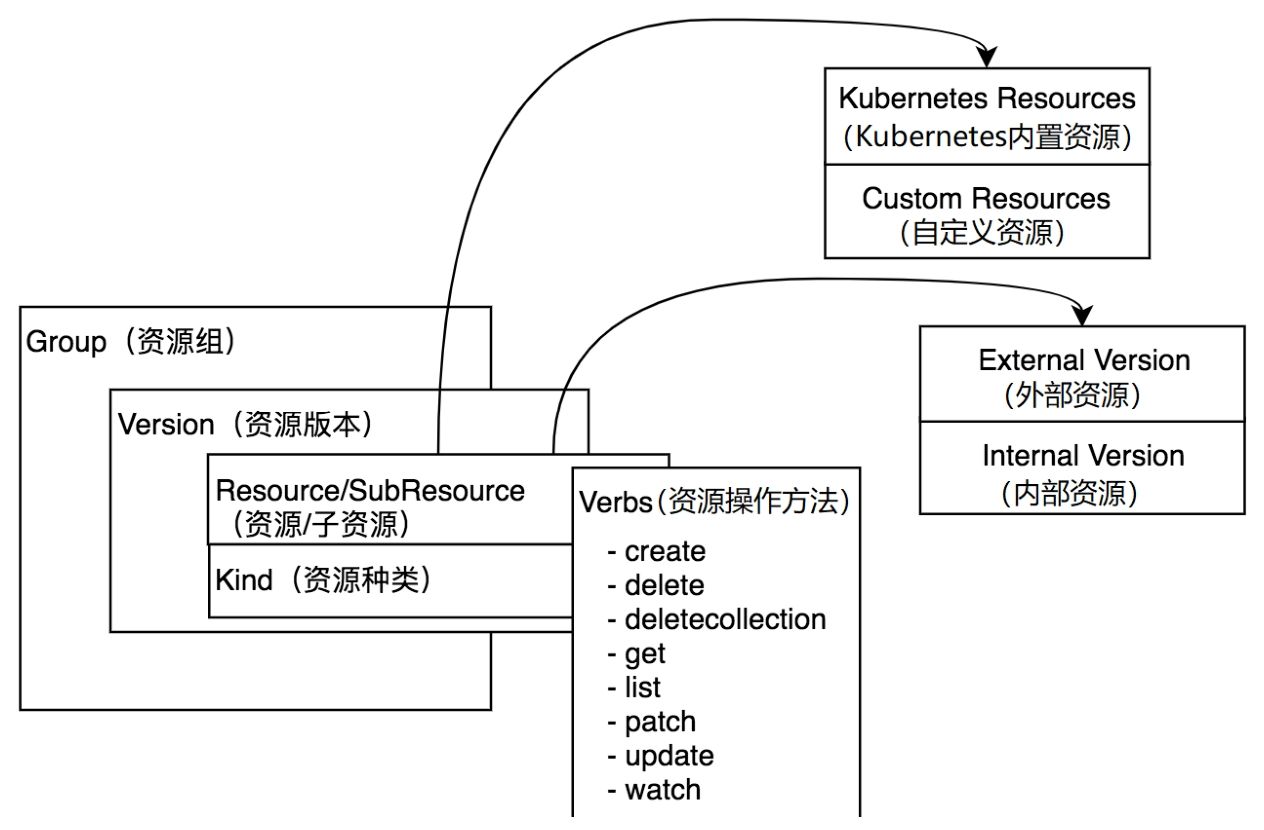 Kubernetes Resources
（Kubernetes内置资源）
Custom Resources
（自定义资源）
Group（资源组）
External Version
（外部资源）
Version（资源版本）
Internal Version
（内部资源）
Resource/SubResource
（资源/子资源）
Kind（资源种类）
Verbs（资源操作方法）
- create
- delete
- deletecollection
- get
- list
- patch
- update
- watch